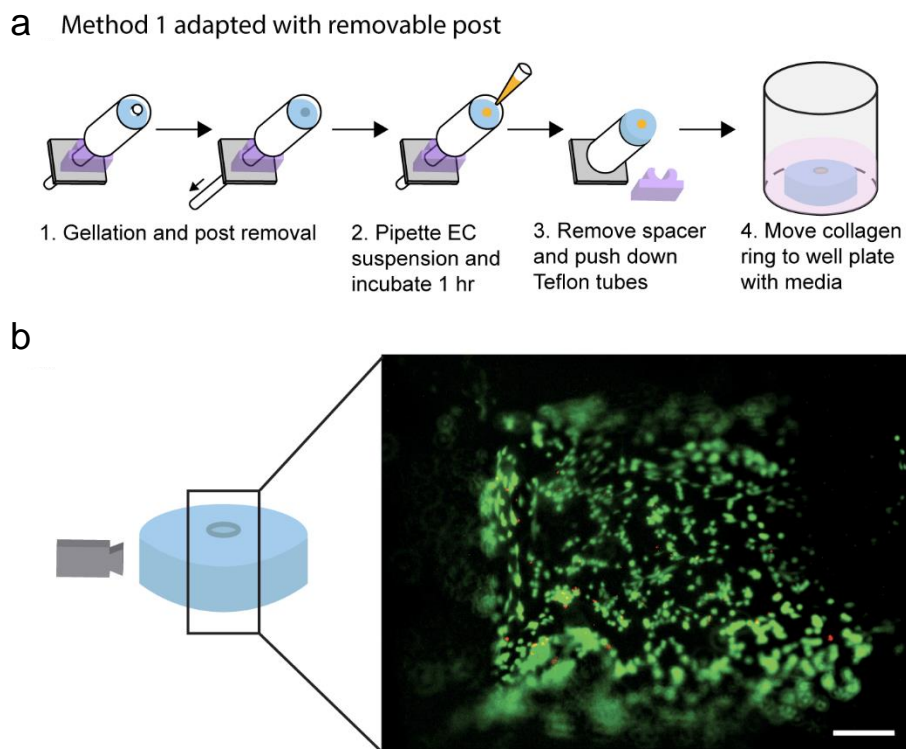 a Method 1 adapted with removable post
1. Gellation and post removal
2. Pipette EC
suspension and
incubate 1 hr
3. Remove spacer
and push down
Teflon tubes
4. Move collagen
ring to well plate
with media
b